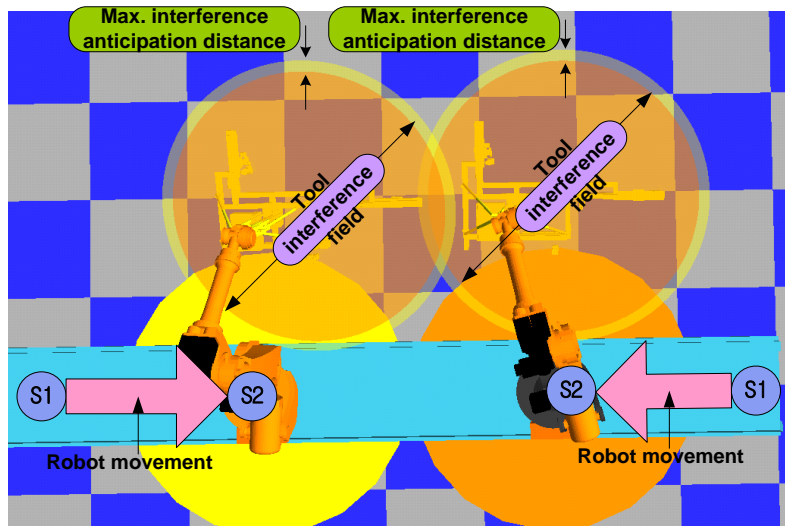 Max. interference
anticipation distance
Max. interference
anticipation distance
Tool
interference
field
Tool
interference
field
S1
S2
S2
S1
Robot movement
Robot movement